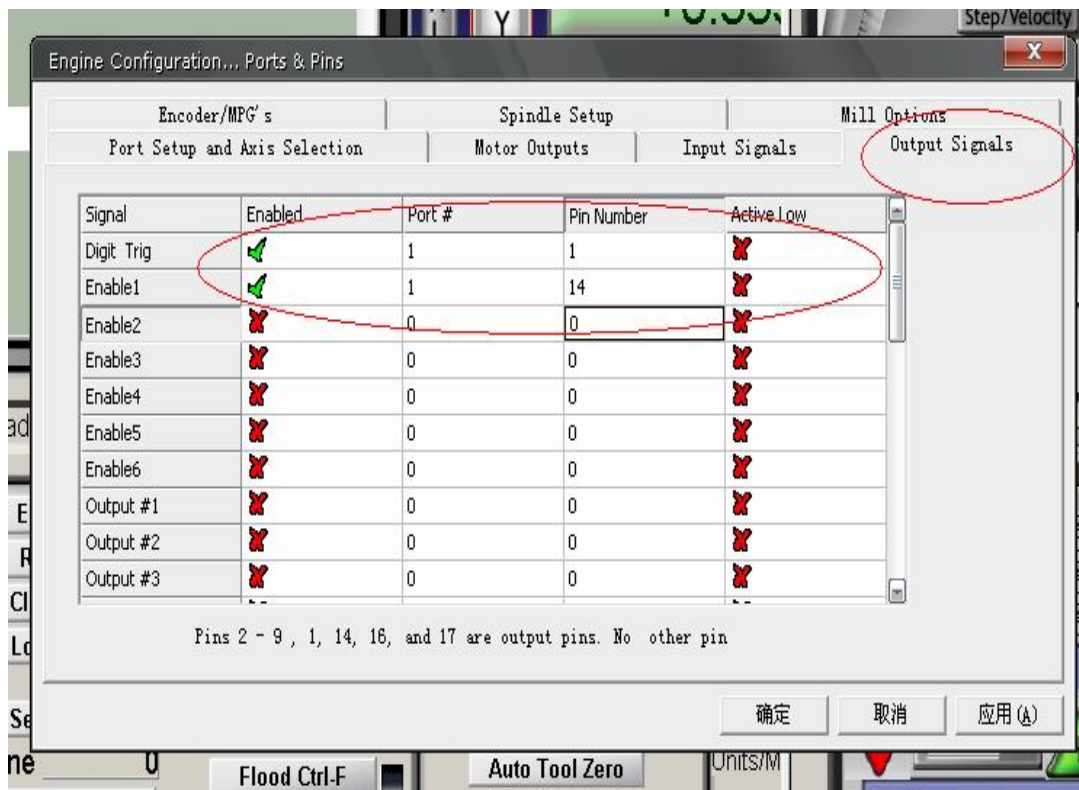 Y
Step/Velocity
Engine Configuration... Ports & Pins
Encoder/MPG's Spindle Setup Mill Options
Port Setup and Axis Selection Motor Outputs Input Signals Output Signals
Signal Enabled Port # Pin Number Active Low
Digit Trig 1 1
Enable1 1 14
Enable2 0 0
Enable3 0 0
Enable4 0 0
Enable5 0 0
Enable6 0 0
Output #1 0 0
Output #2 0 0
Output #3 0 0
Pins 2 - 9 , 1, 14, 16, and 17 are output pins. No other pin
确定 取消 应用(A)
0
Flood Ctrl-F Auto Tool Zero Units/M